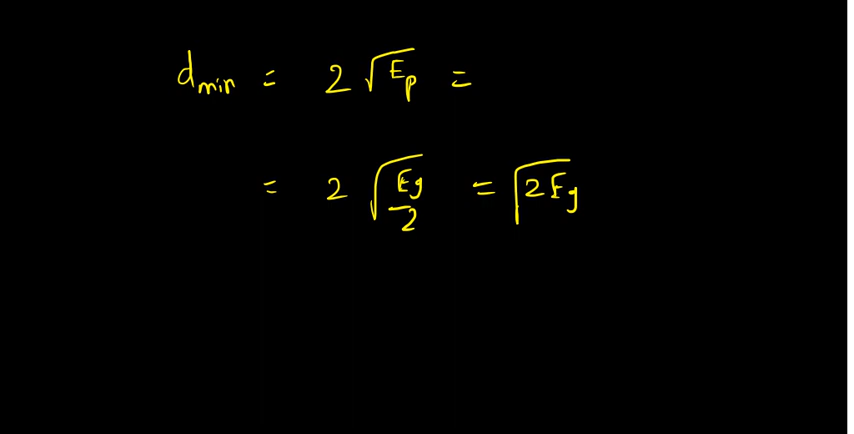 d_min = 2 √E_p =
= 2 √(E_g/2) = √(2E_g)